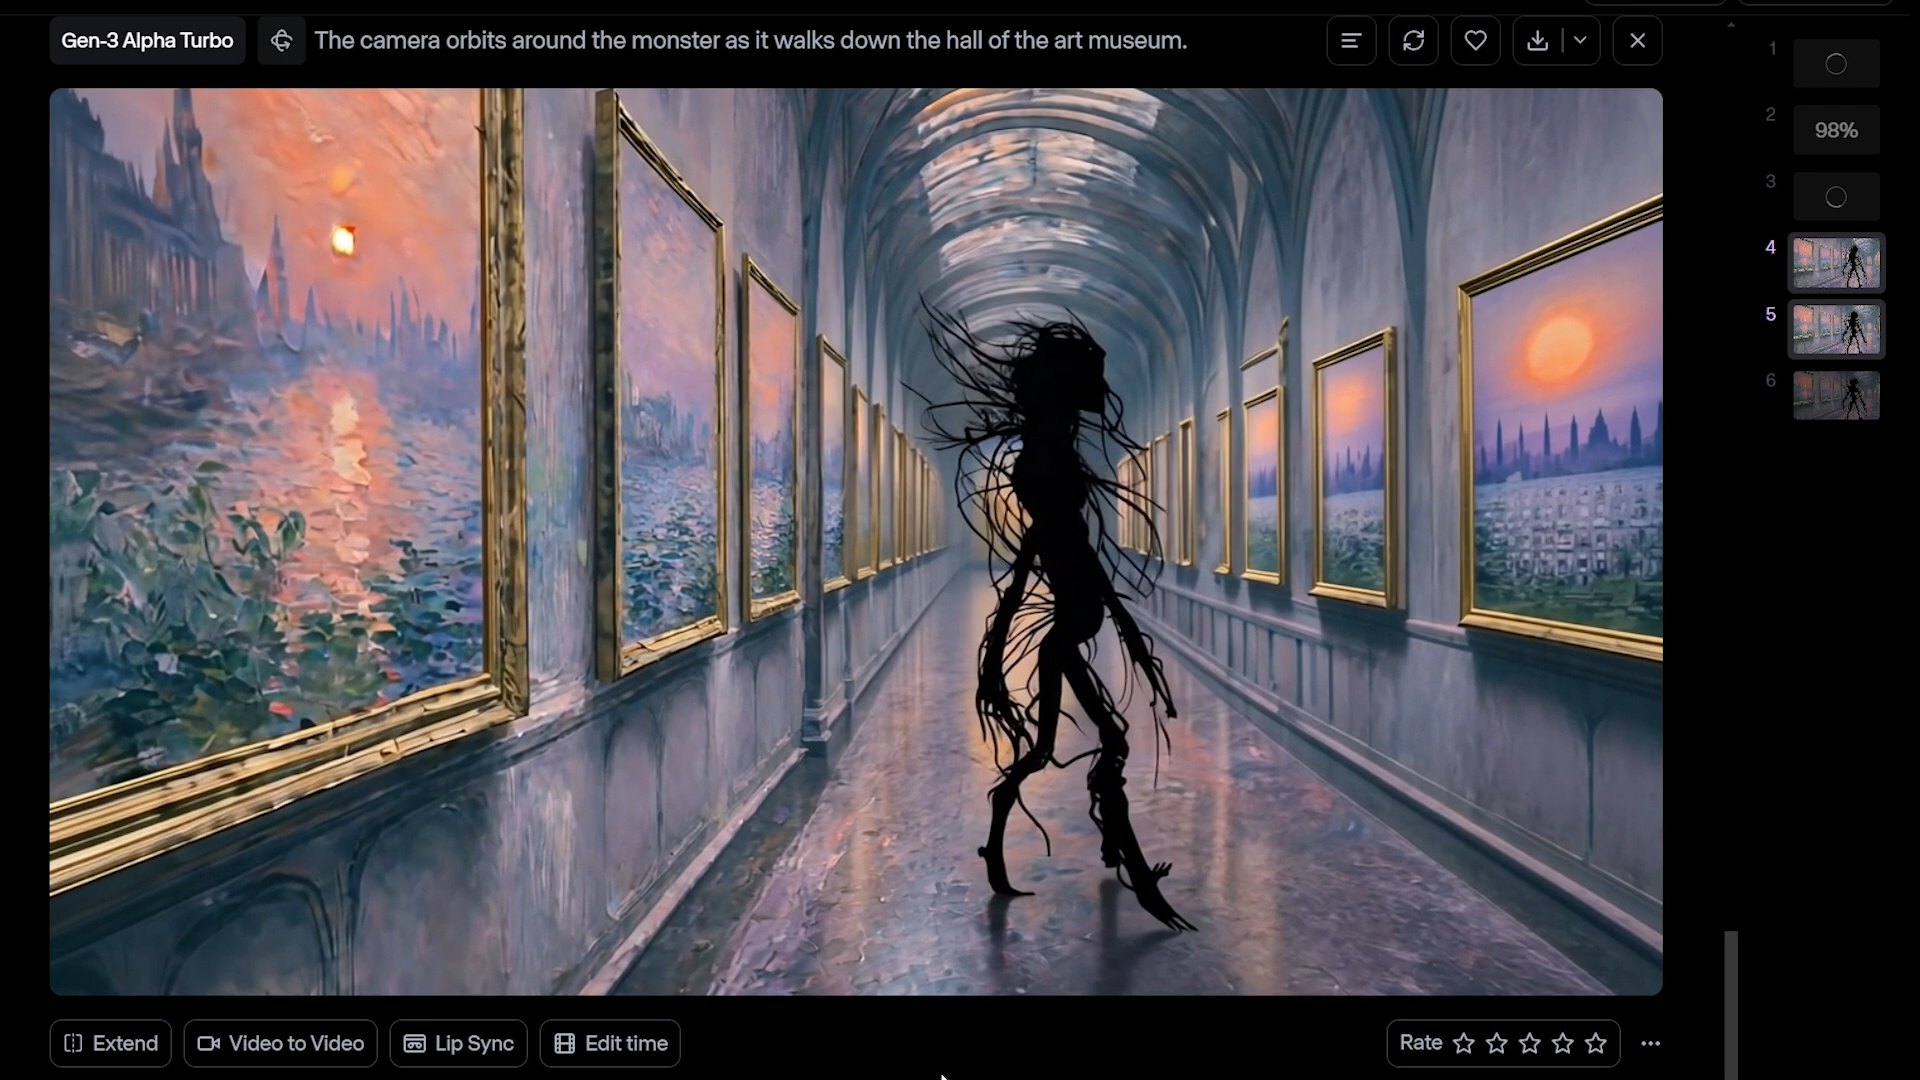 Gen-3 Alpha Turbo
The camera orbits around the monster as it walks down the hall of the art museum.
1
2
98%
3
4
5
6
Extend
Video to Video
Lip Sync
Edit time
Rate